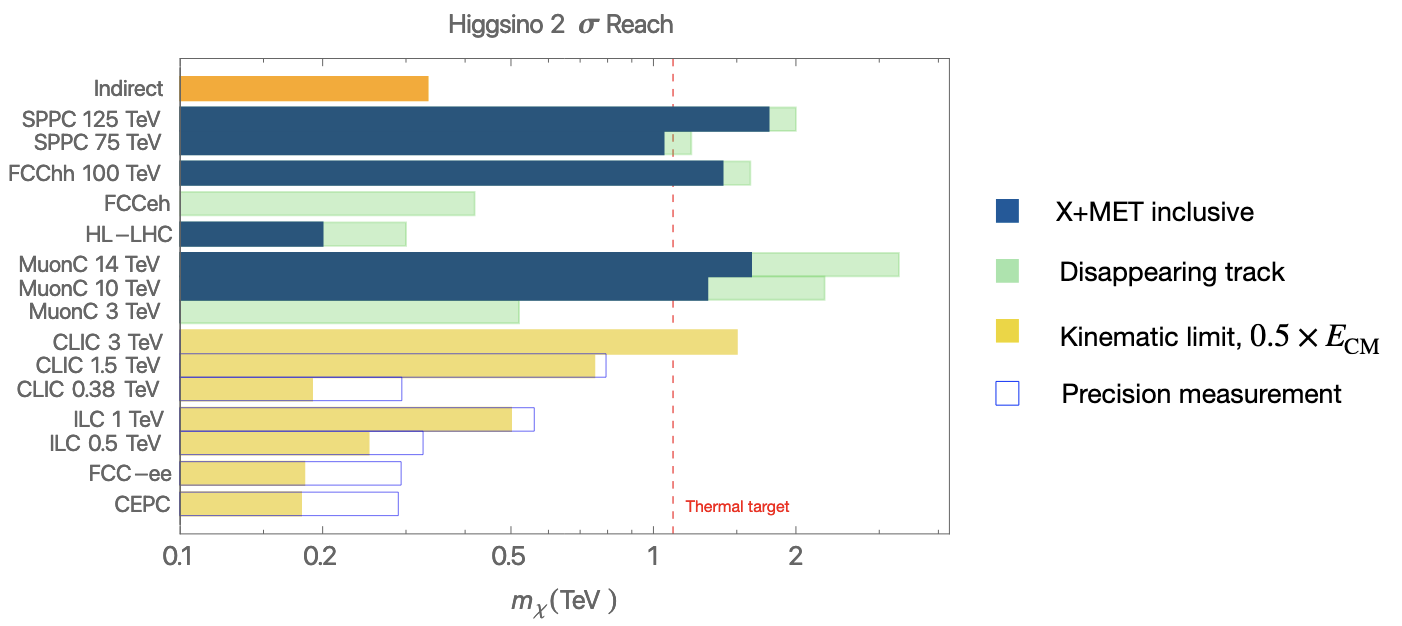 Higgsino 2 σ Reach
Indirect
SPPC 125 TeV
SPPC 75 TeV
FCChh 100 TeV
FCCeh
HL-LHC
MuonC 14 TeV
MuonC 10 TeV
MuonC 3 TeV
CLIC 3 TeV
CLIC 1.5 TeV
CLIC 0.38 TeV
ILC 1 TeV
ILC 0.5 TeV
FCC-ee
CEPC
Thermal target
0.1 0.2 0.5 1 2
mχ(TeV )
X+MET inclusive
Disappearing track
Kinematic limit, 0.5 × ECM
Precision measurement